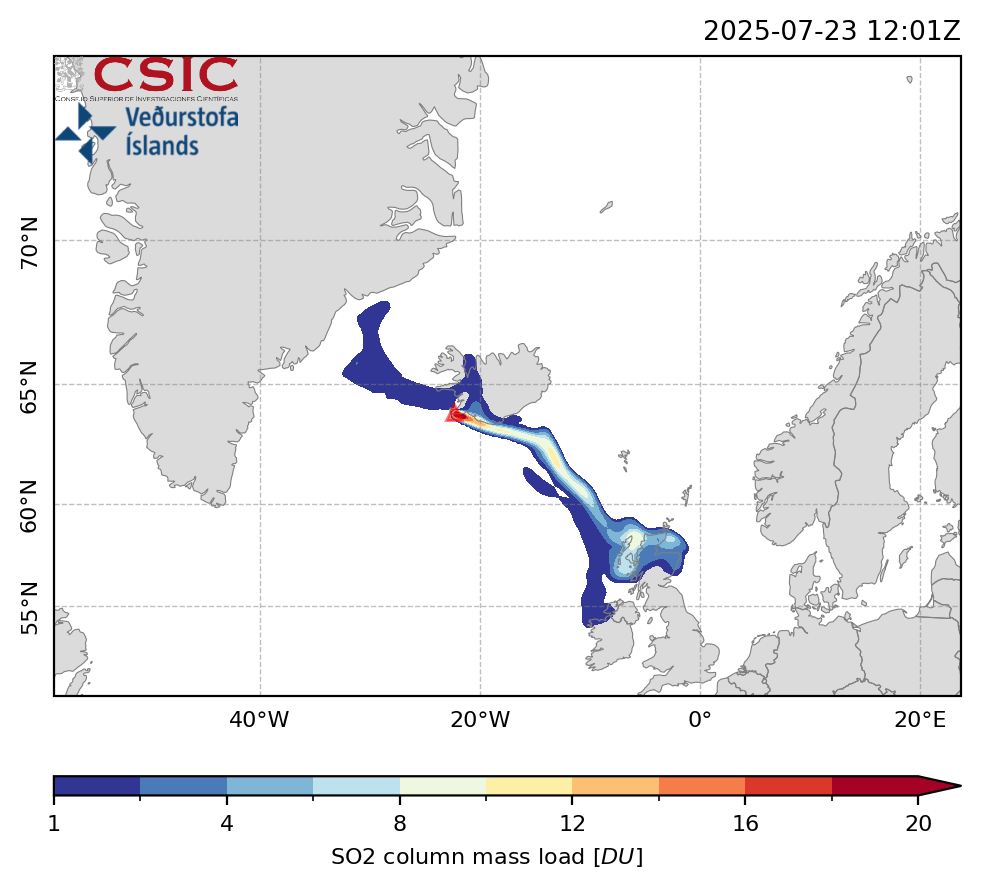 2025-07-23 12:01Z
CSIC
CONSEJO SUPERIOR DE INVESTIGACIONES CIENTÍFICAS
Veðurstofa
Íslands
70°N
65°N
60°N
55°N
40°W 20°W 0° 20°E
1 4 8 12 16 20
SO2 column mass load [DU]